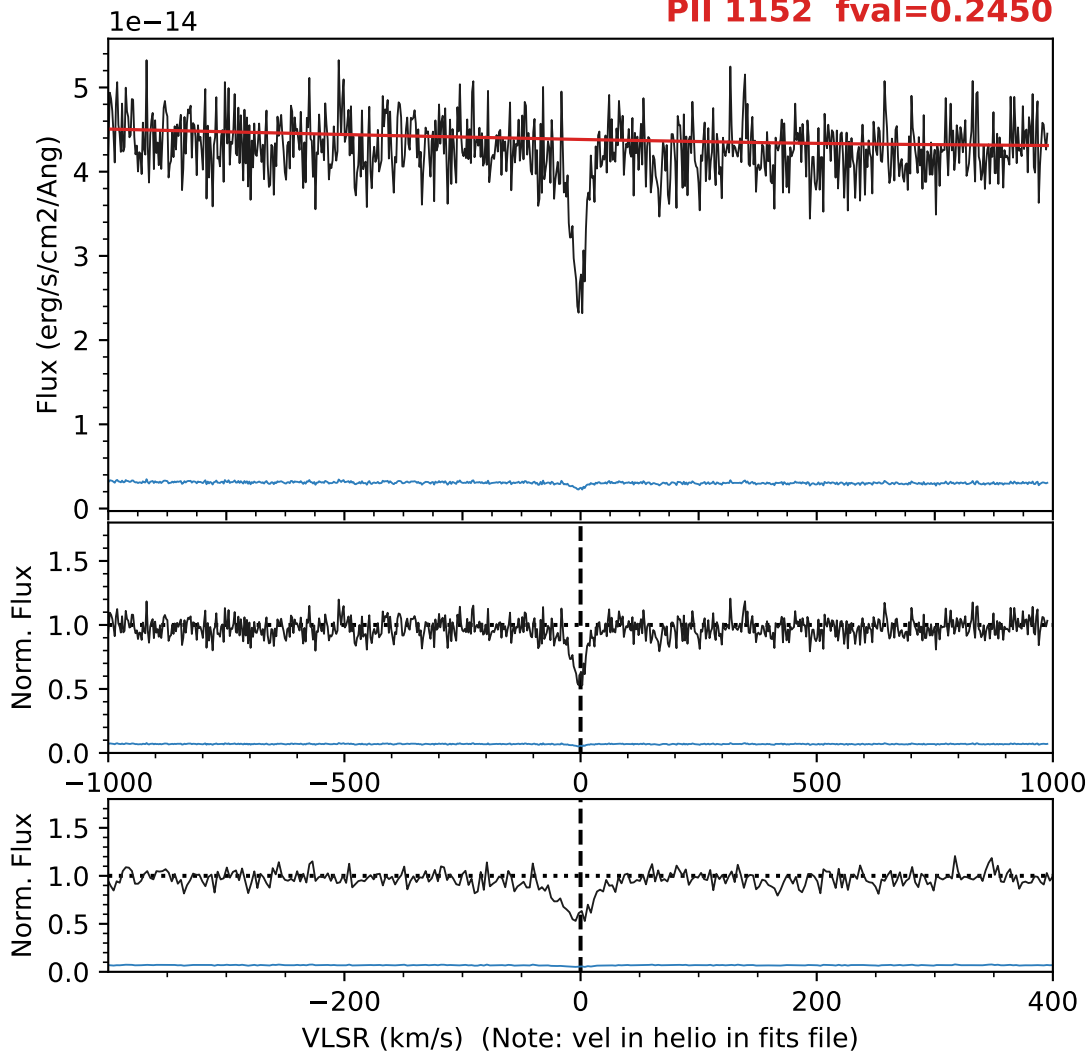 1e−14
PII 1152 fval=0.2450
Flux (erg/s/cm2/Ang)
5
4
3
2
1
0
Norm. Flux
1.5
1.0
0.5
0.0
−1000 −500 0 500 1000
Norm. Flux
1.5
1.0
0.5
0.0
−200 0 200 400
VLSR (km/s) (Note: vel in helio in fits file)